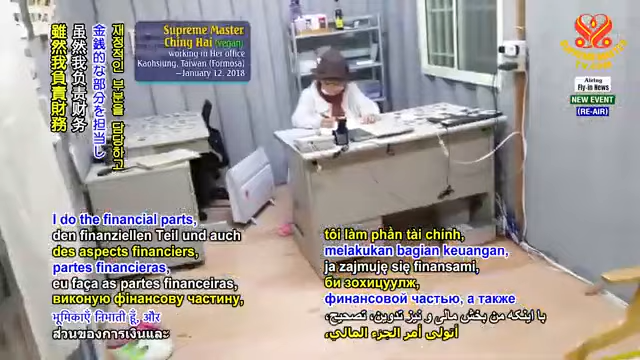 雖然我負責財務
虽然我负责财务
金銭的な部分を担当し
재정적인 부분을 담당하고
Supreme Master
Ching Hai (vegan)
working in Her office
Kaohsiung, Taiwan (Formosa)
~January 12, 2018
Airing
Fly-in News
NEW EVENT
(RE-AIR)
I do the financial parts,
den finanziellen Teil und auch
des aspects financiers,
partes financieras,
eu faça as partes financeiras,
виконую фінансову частину,
भूमिकाएँ निभाती हूँ, और
ส่วนของการเงินและ
tôi làm phần tài chính,
melakukan bagian keuangan,
ja zajmuję się finansami,
би зохицуулж,
финансовой частью, а также
با اینکه من بخش مالی و نیز تدوین، تصحیح،
أتولى أمر الجزء المالي،